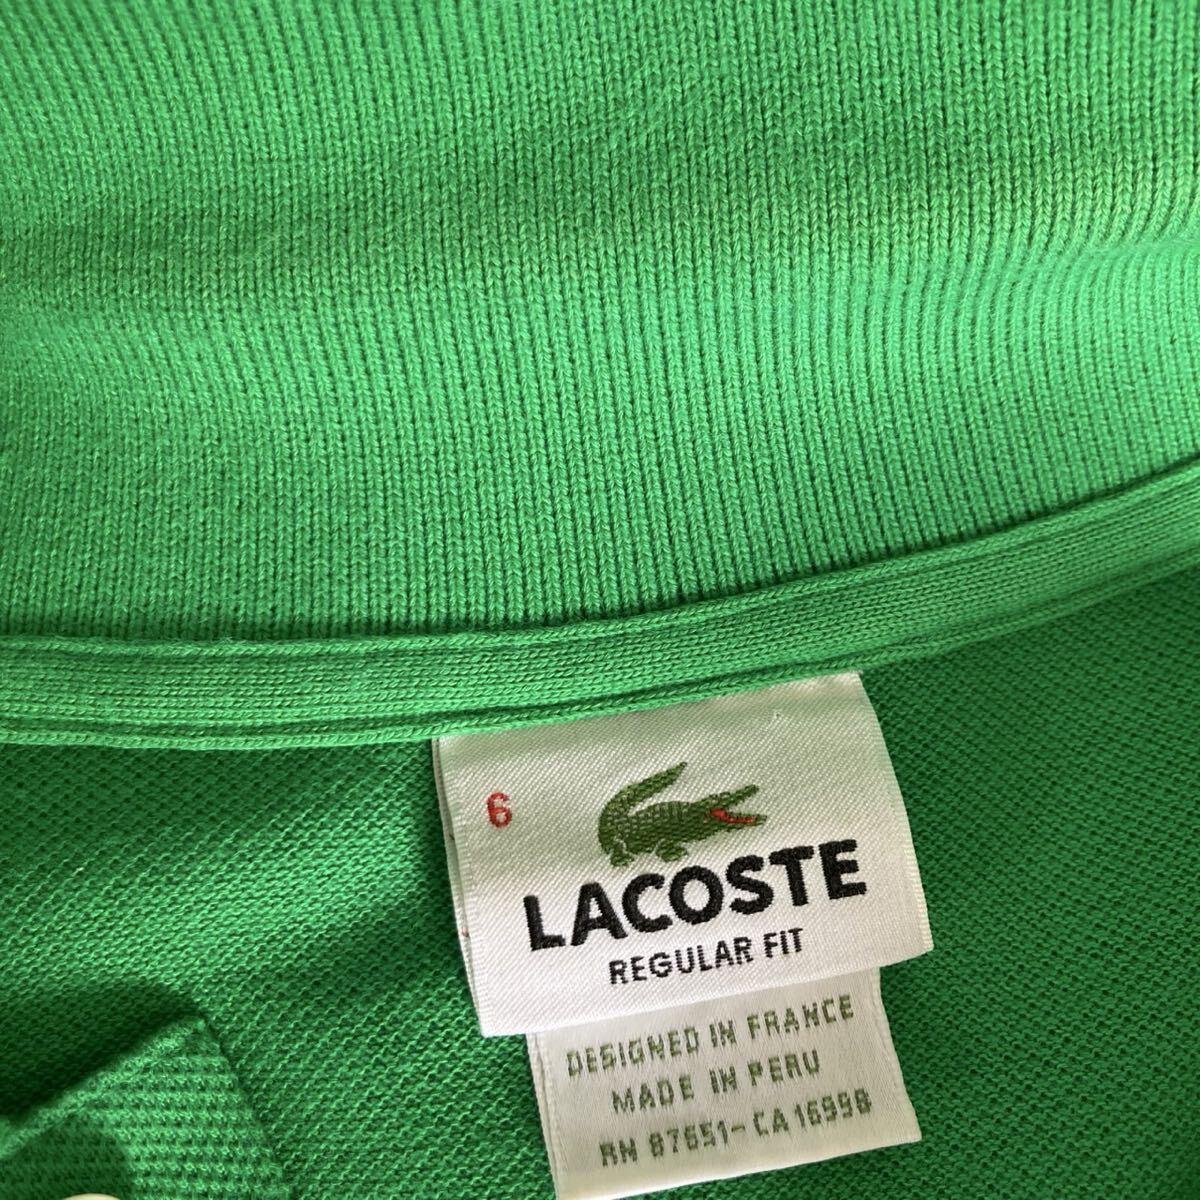 6
LACOSTE
REGULAR FIT
DESIGNED IN FRANCE
MADE IN PERU
RN 87651-CA 16998